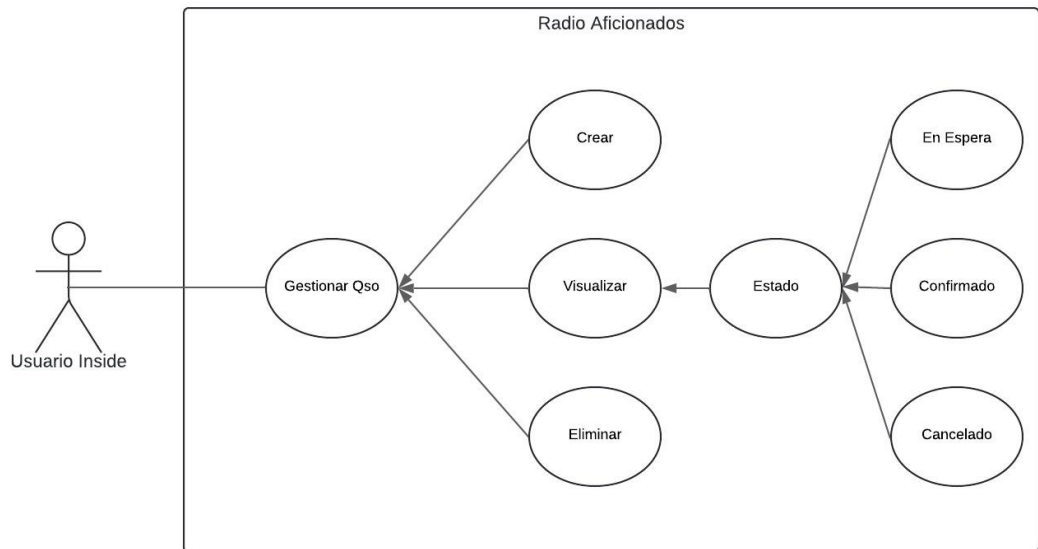 Radio Aficionados
Crear
En Espera
Gestionar Qso
Visualizar
Estado
Confirmado
Usuario Inside
Eliminar
Cancelado